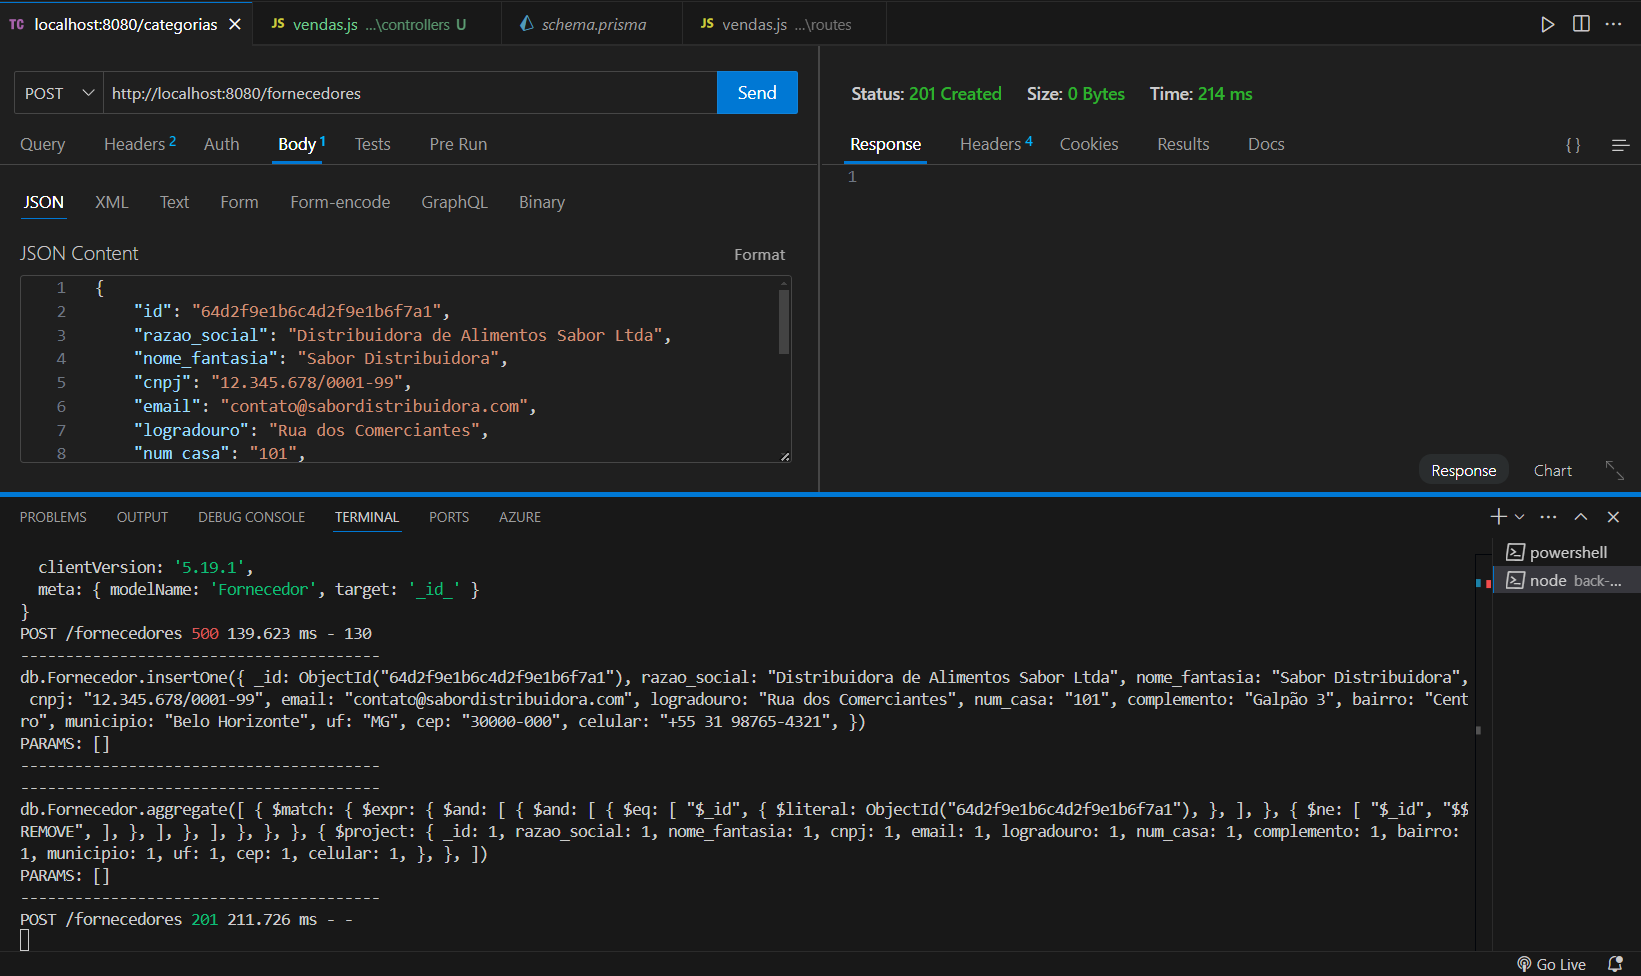 TC localhost:8080/categorias
JS vendas.js ...\controllers U
schema.prisma
JS vendas.js ...\routes
POST
http://localhost:8080/fornecedores
Send
Query Headers 2 Auth Body 1 Tests Pre Run
JSON XML Text Form Form-encode GraphQL Binary
JSON Content
Format
1 {
2 "id": "64d2f9e1b6c4d2f9e1b6f7a1",
3 "razao_social": "Distribuidora de Alimentos Sabor Ltda",
4 "nome_fantasia": "Sabor Distribuidora",
5 "cnpj": "12.345.678/0001-99",
6 "email": "contato@sabordistribuidora.com",
7 "logradouro": "Rua dos Comerciantes",
8 "num_casa": "101",
Status: 201 Created Size: 0 Bytes Time: 214 ms
Response Headers 4 Cookies Results Docs
{ }
1
Response Chart
PROBLEMS OUTPUT DEBUG CONSOLE TERMINAL PORTS AZURE
clientVersion: '5.19.1',
meta: { modelName: 'Fornecedor', target: '_id_' }
}
POST /fornecedores 500 139.623 ms - 130
----------------------------------------
db.Fornecedor.insertOne({ _id: ObjectId("64d2f9e1b6c4d2f9e1b6f7a1"), razao_social: "Distribuidora de Alimentos Sabor Ltda", nome_fantasia: "Sabor Distribuidora",
cnpj: "12.345.678/0001-99", email: "contato@sabordistribuidora.com", logradouro: "Rua dos Comerciantes", num_casa: "101", complemento: "Galpão 3", bairro: "Cent
ro", municipio: "Belo Horizonte", uf: "MG", cep: "30000-000", celular: "+55 31 98765-4321", })
PARAMS: []
----------------------------------------
----------------------------------------
db.Fornecedor.aggregate([ { $match: { $expr: { $and: [ { $and: [ { $eq: [ "$_id", { $literal: ObjectId("64d2f9e1b6c4d2f9e1b6f7a1"), }, ], }, { $ne: [ "$_id", "$$
REMOVE", ], }, ], }, ], }, }, }, { $project: { _id: 1, razao_social: 1, nome_fantasia: 1, cnpj: 1, email: 1, logradouro: 1, num_casa: 1, complemento: 1, bairro:
1, municipio: 1, uf: 1, cep: 1, celular: 1, }, }, ])
PARAMS: []
----------------------------------------
POST /fornecedores 201 211.726 ms - -
powershell
node back-...
Go Live